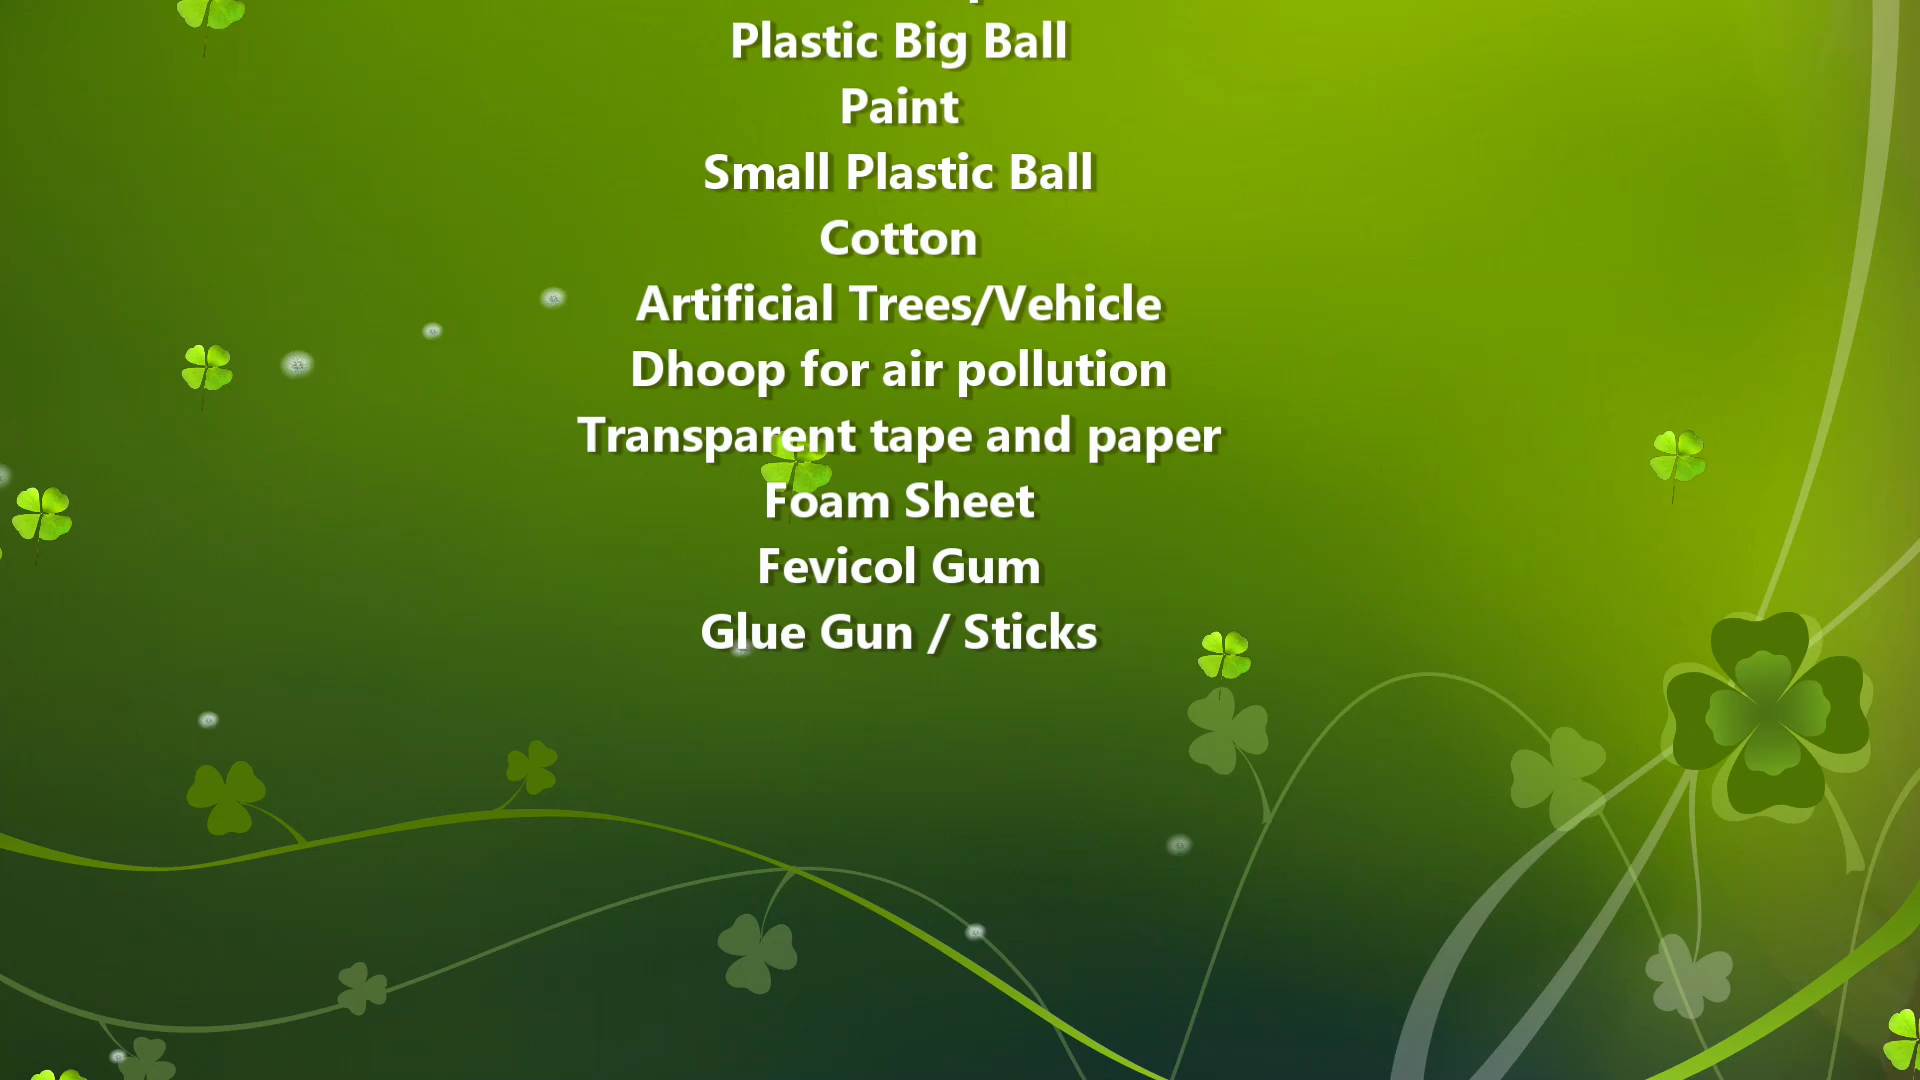 Plastic Big Ball
Paint
Small Plastic Ball
Cotton
Artificial Trees/Vehicle
Dhoop for air pollution
Transparent tape and paper
Foam Sheet
Fevicol Gum
Glue Gun / Sticks